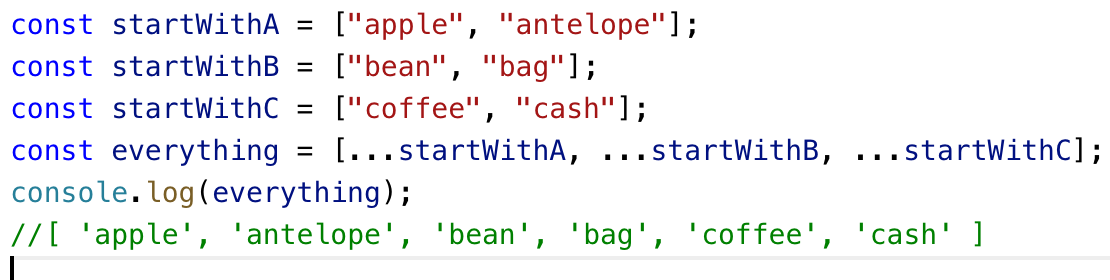 const startWithA = ["apple", "antelope"];
const startWithB = ["bean", "bag"];
const startWithC = ["coffee", "cash"];
const everything = [...startWithA, ...startWithB, ...startWithC];
console.log(everything);
//[ 'apple', 'antelope', 'bean', 'bag', 'coffee', 'cash' ]